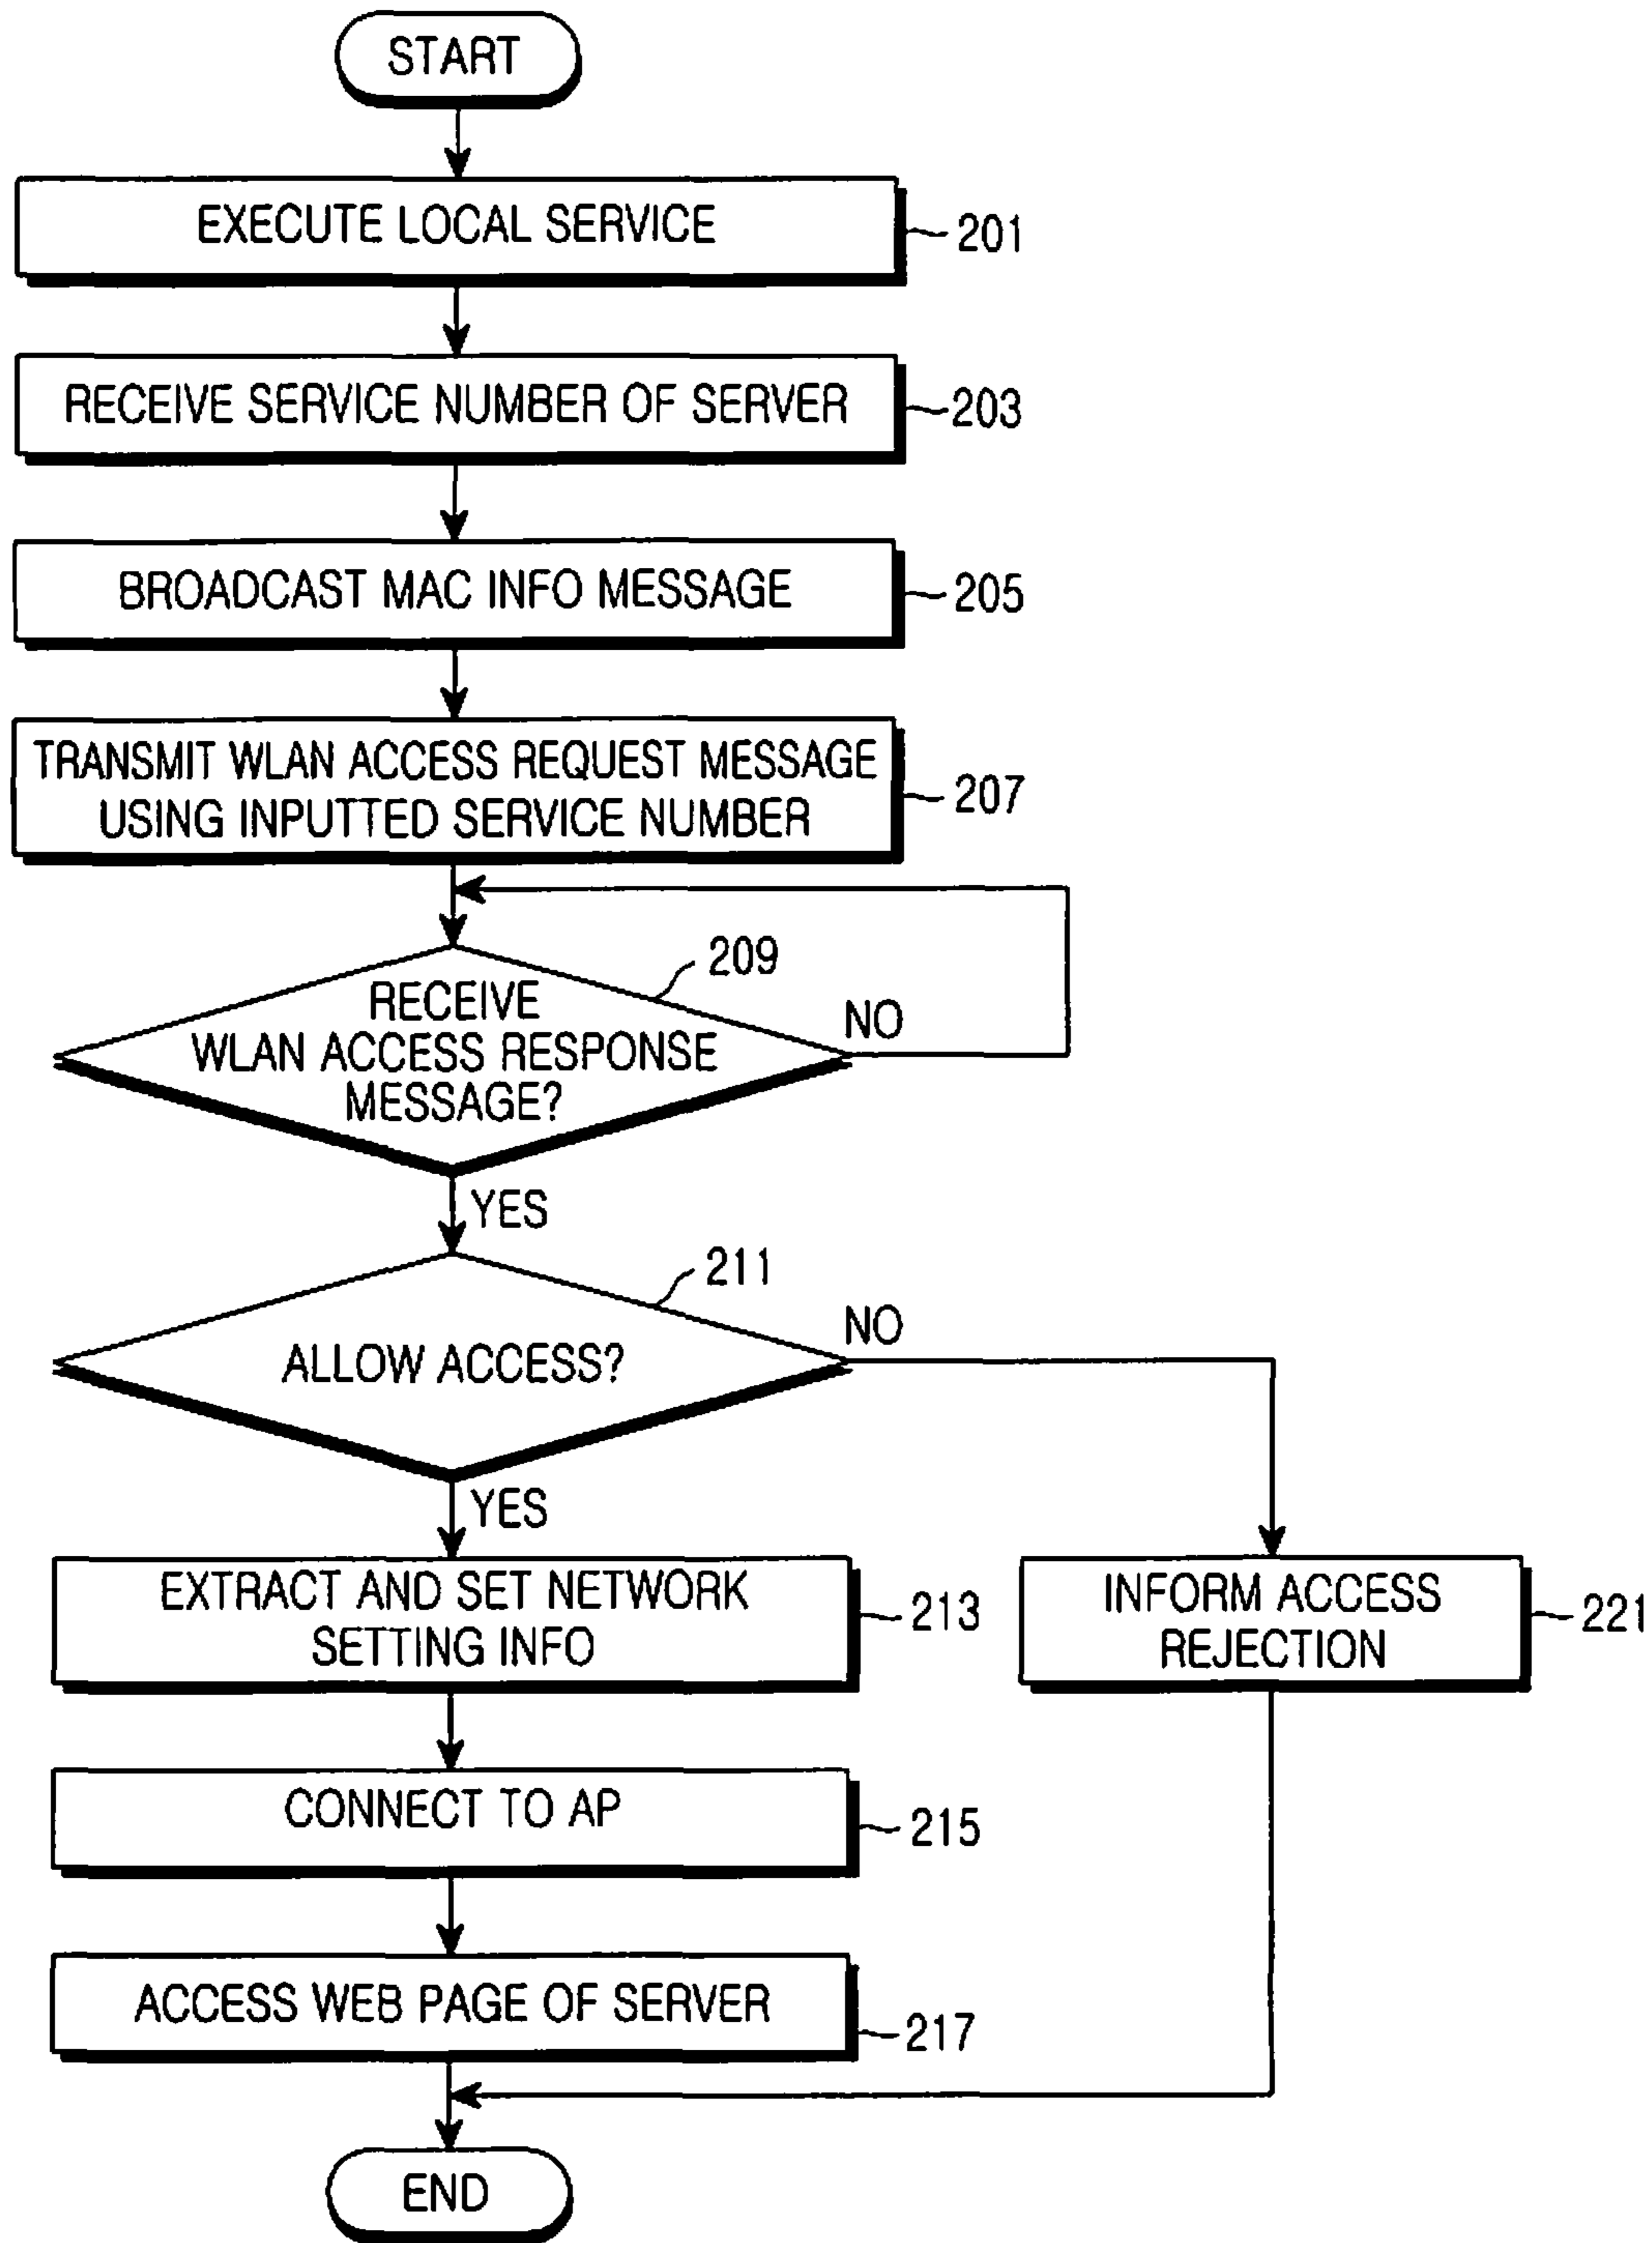 START
EXECUTE LOCAL SERVICE
201
RECEIVE SERVICE NUMBER OF SERVER
203
BROADCAST MAC INFO MESSAGE
205
TRANSMIT WLAN ACCESS REQUEST MESSAGE
USING INPUTTED SERVICE NUMBER
207
209
RECEIVE
WLAN ACCESS RESPONSE
MESSAGE?
NO
YES
211
ALLOW ACCESS?
NO
YES
EXTRACT AND SET NETWORK
SETTING INFO
213
INFORM ACCESS
REJECTION
221
CONNECT TO AP
215
ACCESS WEB PAGE OF SERVER
217
END